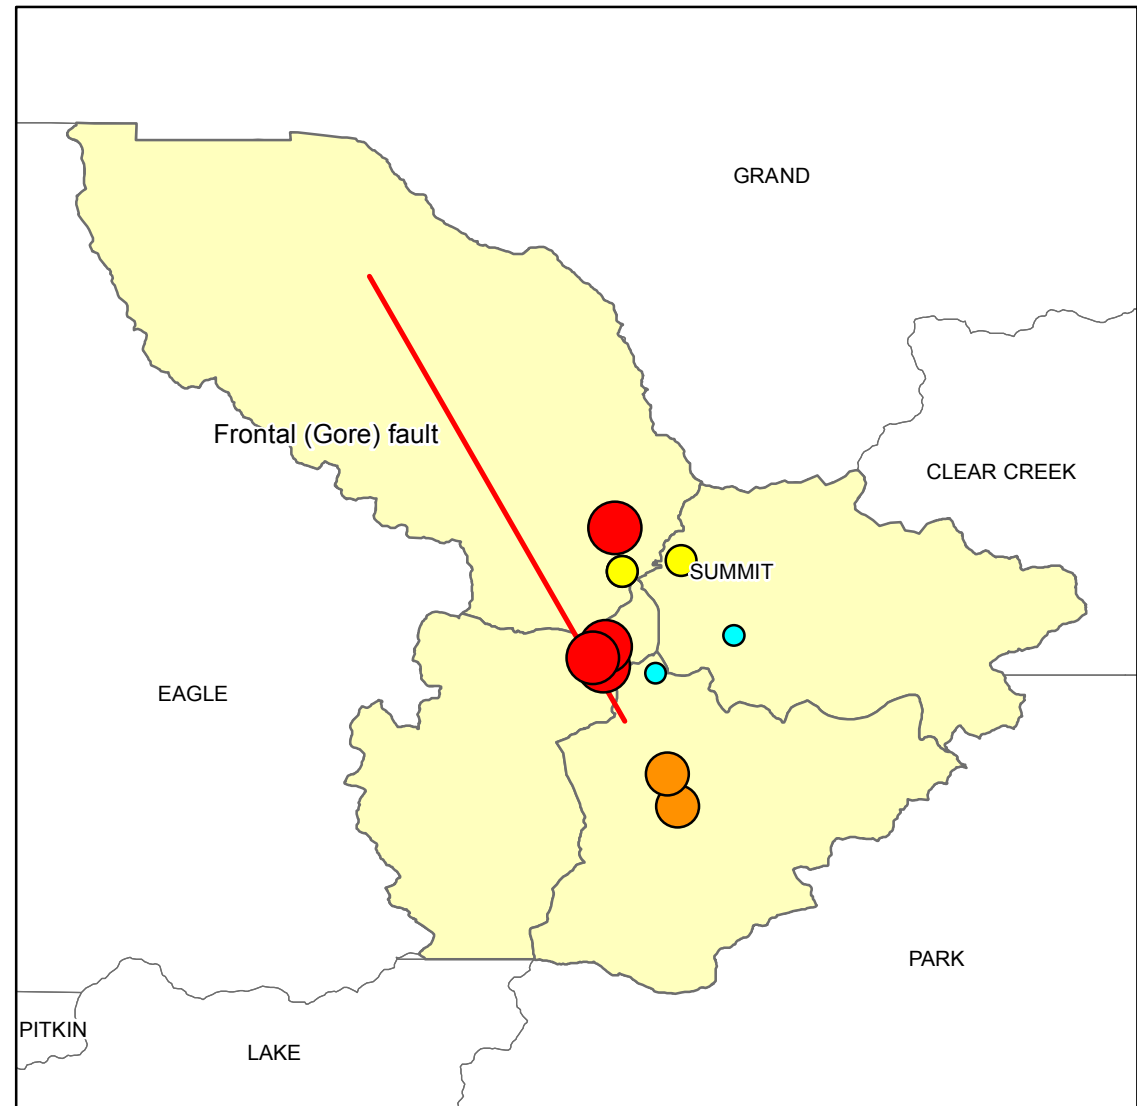 GRAND
Frontal (Gore) fault
CLEAR CREEK
SUMMIT
EAGLE
PARK
PITKIN
LAKE